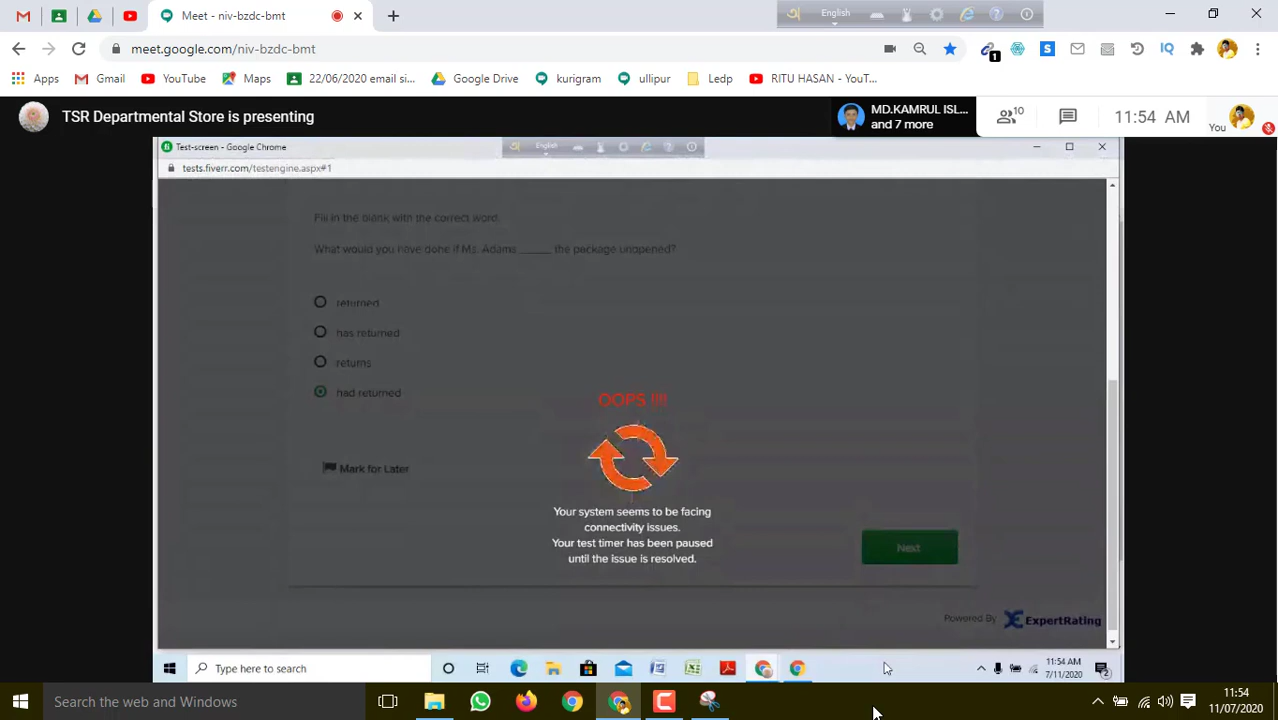 Meet - niv-bzdc-bmt
English
meet.google.com/niv-bzdc-bmt
1
S
IQ
Apps
Gmail
YouTube
Maps
22/06/2020 email si...
Google Drive
kurigram
ullipur
Ledp
RITU HASAN - YouT...
TSR Departmental Store is presenting
MD.KAMRUL ISL...
and 7 more
10
11:54 AM
You
Test-screen - Google Chrome
English
tests.fiverr.com/testengine.aspx#1
Fill in the blank with the correct word.
What would you have done if Ms. Adams _____ the package unopened?
returned
has returned
returns
had returned
OOPS !!!!
Mark for Later
Your system seems to be facing
connectivity issues.
Your test timer has been paused
until the issue is resolved.
Next
Powered By ExpertRating
Type here to search
11:54 AM
7/11/2020
2
Search the web and Windows
11:54
11/07/2020